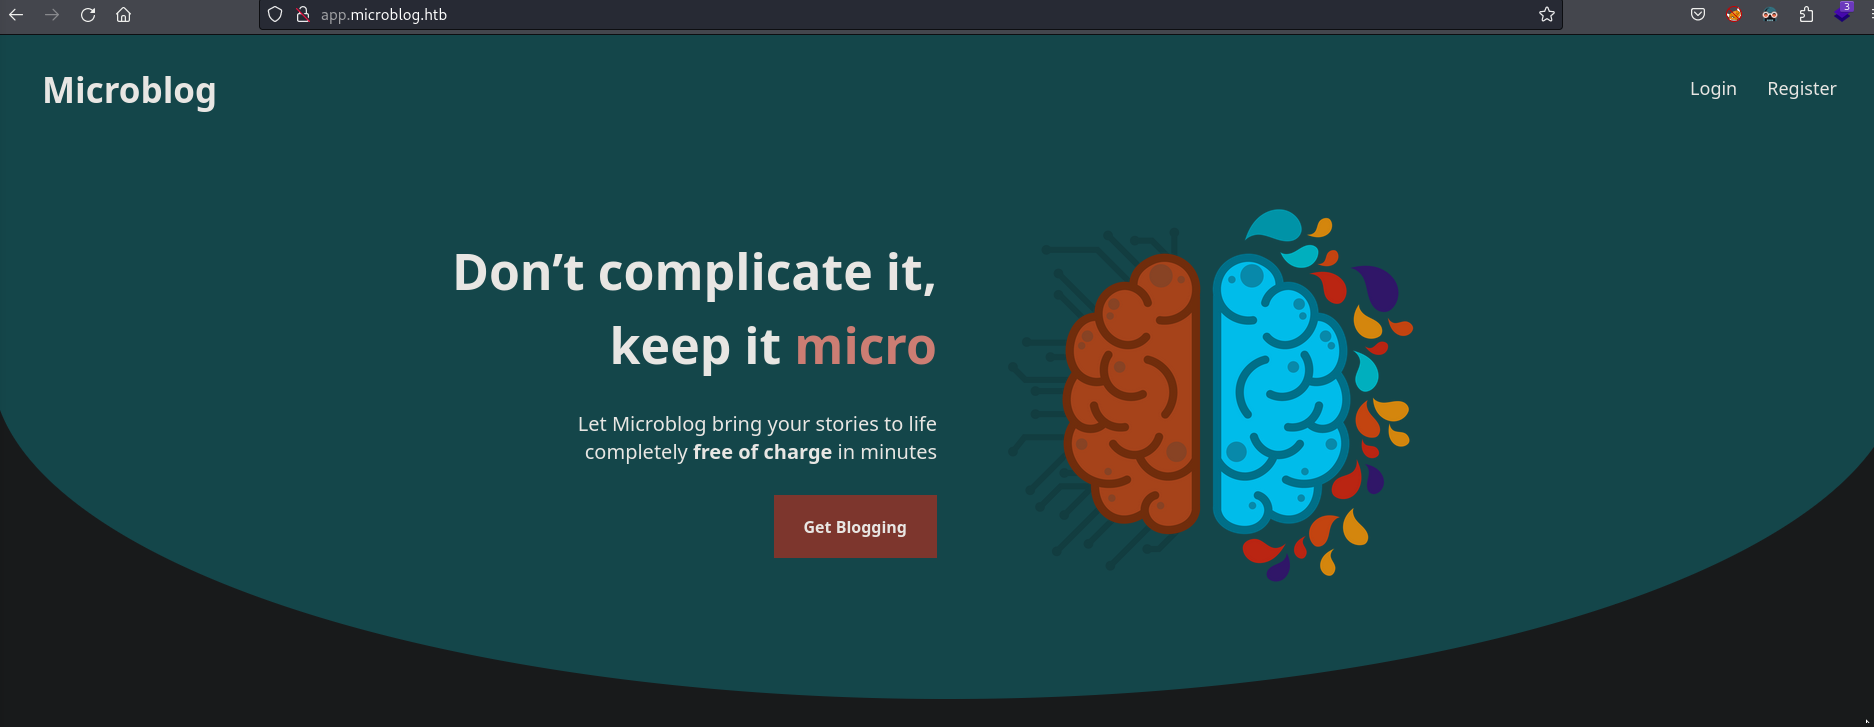 app.microblog.htb
3
Microblog
Login Register
Don’t complicate it,
keep it micro
Let Microblog bring your stories to life
completely free of charge in minutes
Get Blogging